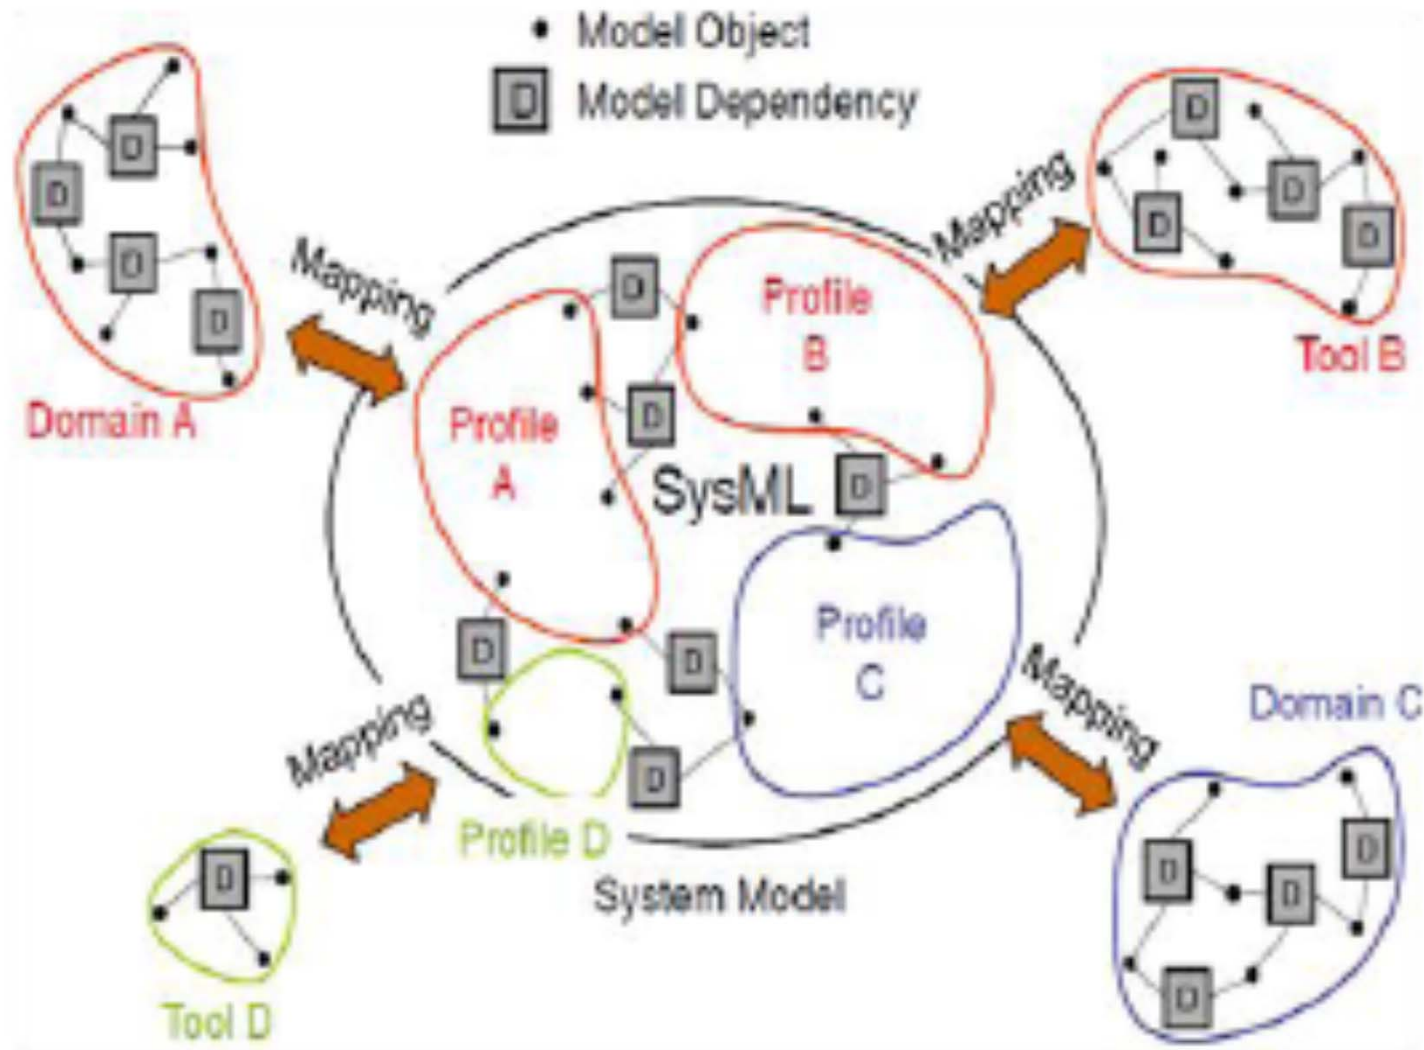 Model Object
D Model Dependency
D
D
D
D
Domain A
Mapping
D
D
D
D
Tool B
Mapping
Profile
A
Profile
B
SysML
Profile
C
Profile D
D
D
D
D
D
D
System Model
Mapping
D
Tool D
Mapping
Domain C
D
D
D
D